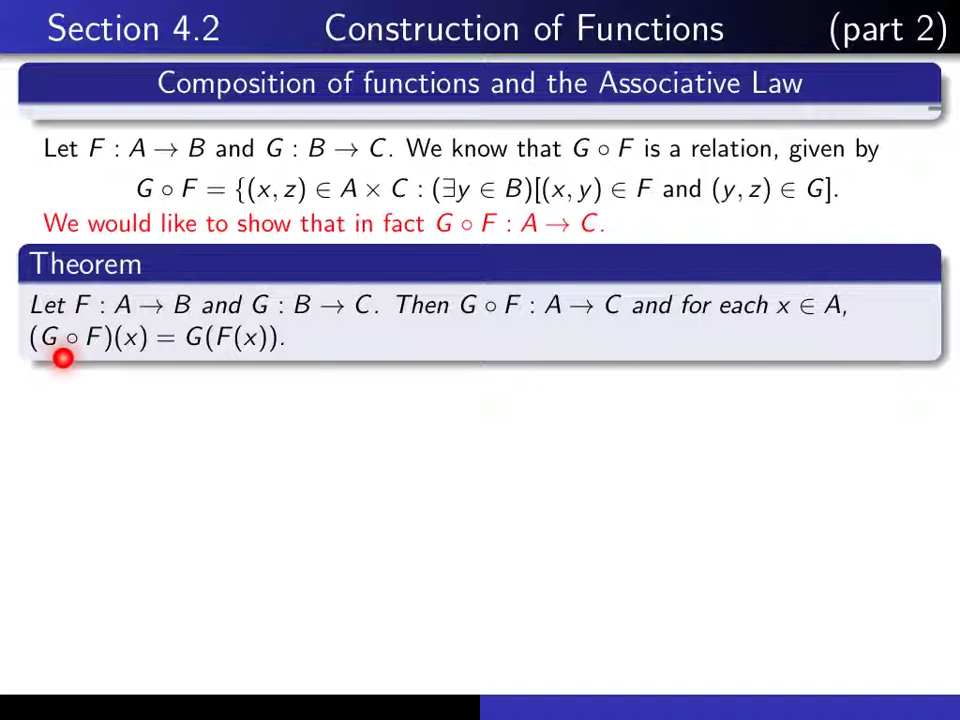 Section 4.2 Construction of Functions (part 2)
Composition of functions and the Associative Law
Let F : A → B and G : B → C. We know that G ∘ F is a relation, given by
G ∘ F = {(x, z) ∈ A × C : (∃y ∈ B)[(x, y) ∈ F and (y, z) ∈ G].
We would like to show that in fact G ∘ F : A → C.
Theorem
Let F : A → B and G : B → C. Then G ∘ F : A → C and for each x ∈ A,
(G ∘ F)(x) = G(F(x)).